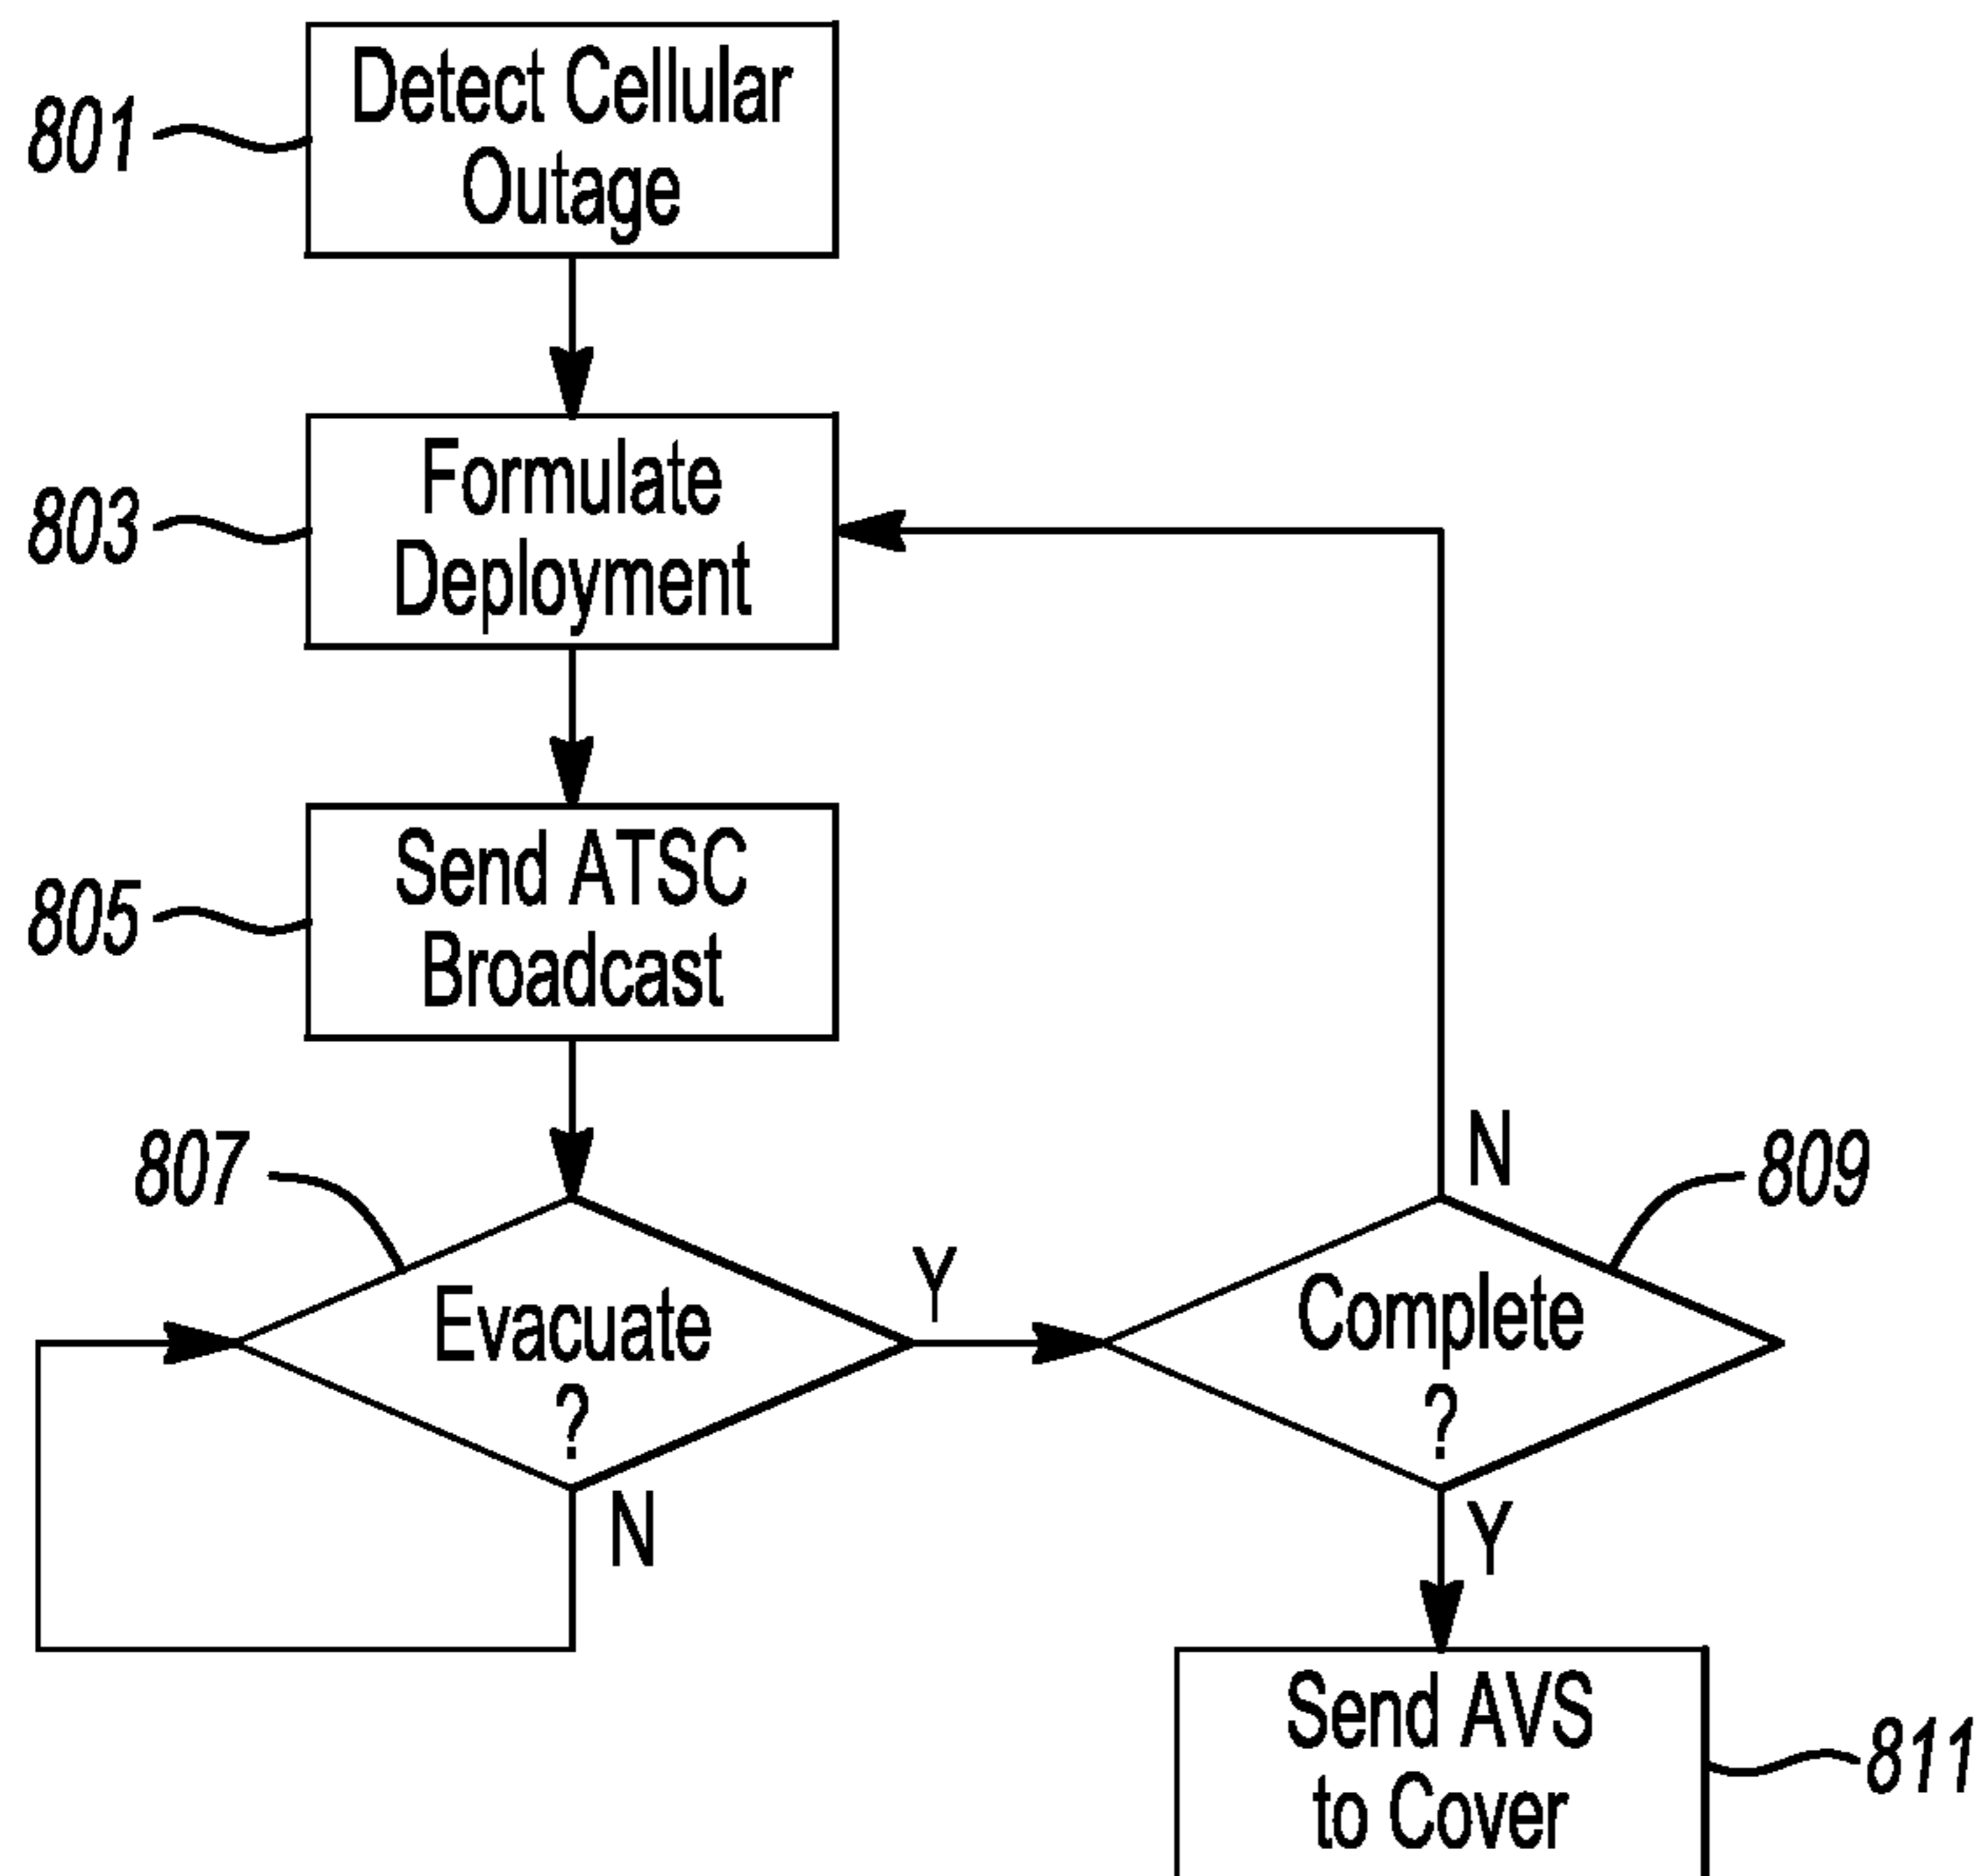 801
Detect Cellular
Outage
803
Formulate
Deployment
805
Send ATSC
Broadcast
807
Evacuate
?
Y
N
809
Complete
?
N
Y
811
Send AVS
to Cover